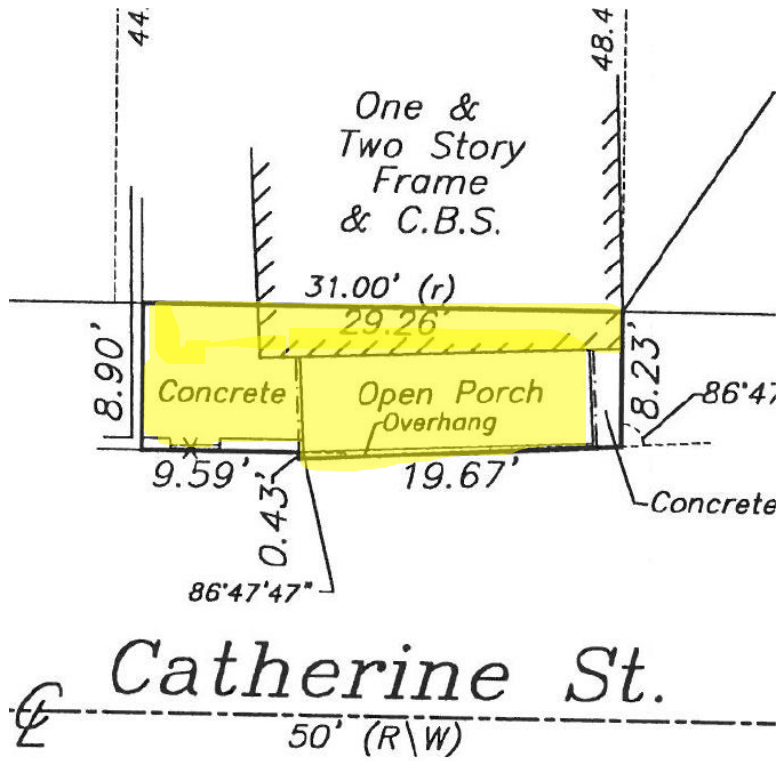 44
48.4
One &
Two Story
Frame
& C.B.S.
31.00' (r)
29.26'
8.90'
Concrete
Open Porch
Overhang
8.23'
86°47
9.59'
0.43'
19.67'
Concrete
86°47'47"
Catherine St.
℄
50' (R\W)